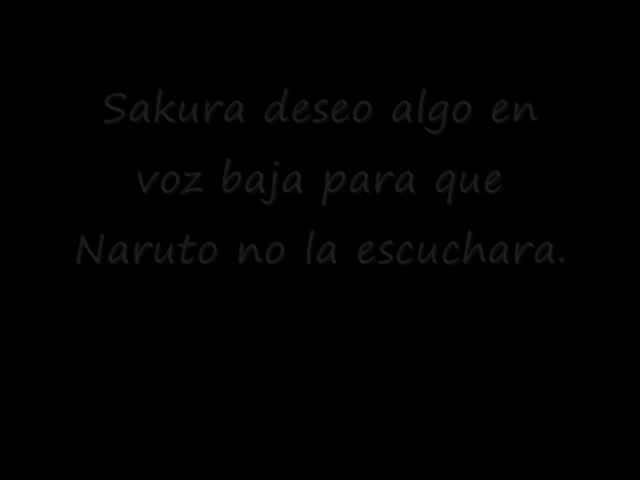 Sakura deseo algo en
voz baja para que
Naruto no la escuchara.